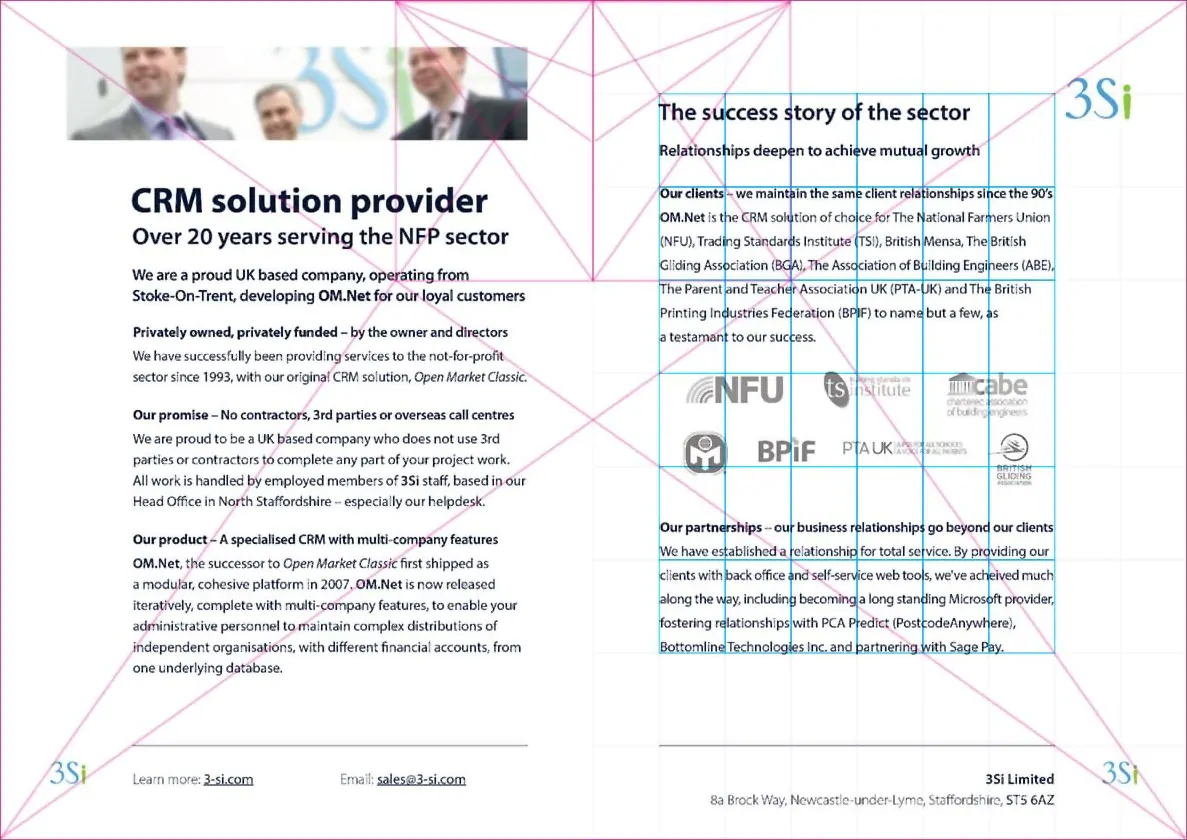 3Si
CRM solution provider
Over 20 years serving the NFP sector
We are a proud UK based company, operating from
Stoke-On-Trent, developing OM.Net for our loyal customers
Privately owned, privately funded – by the owner and directors
We have successfully been providing services to the not-for-profit
sector since 1993, with our original CRM solution, Open Market Classic.
Our promise – No contractors, 3rd parties or overseas call centres
We are proud to be a UK based company who does not use 3rd
parties or contractors to complete any part of your project work.
All work is handled by employed members of 3Si staff, based in our
Head Office in North Staffordshire – especially our helpdesk.
Our product – A specialised CRM with multi-company features
OM.Net, the successor to Open Market Classic first shipped as
a modular, cohesive platform in 2007. OM.Net is now released
iteratively, complete with multi-company features, to enable your
administrative personnel to maintain complex distributions of
independent organisations, with different financial accounts, from
one underlying database.
3Si
Learn more: 3-si.com
Email: sales@3-si.com
3Si
The success story of the sector
Relationships deepen to achieve mutual growth
Our clients – we maintain the same client relationships since the 90's
OM.Net is the CRM solution of choice for The National Farmers Union
(NFU), Trading Standards Institute (TSI), British Mensa, The British
Gliding Association (BGA), The Association of Building Engineers (ABE),
The Parent and Teacher Association UK (PTA-UK) and The British
Printing Industries Federation (BPIF) to name but a few, as
a testamant to our success.
NFU
ts
institute
cabe
chartered association
of building engineers
BPiF
PTA UK
BRITISH
GLIDING
ASSOCIATION
Our partnerships – our business relationships go beyond our clients
We have established a relationship for total service. By providing our
clients with back office and self-service web tools, we've acheived much
along the way, including becoming a long standing Microsoft provider,
fostering relationships with PCA Predict (PostcodeAnywhere),
Bottomline Technologies Inc. and partnering with Sage Pay.
3Si Limited
8a Brock Way, Newcastle-under-Lyme, Staffordshire, ST5 6AZ
3Si